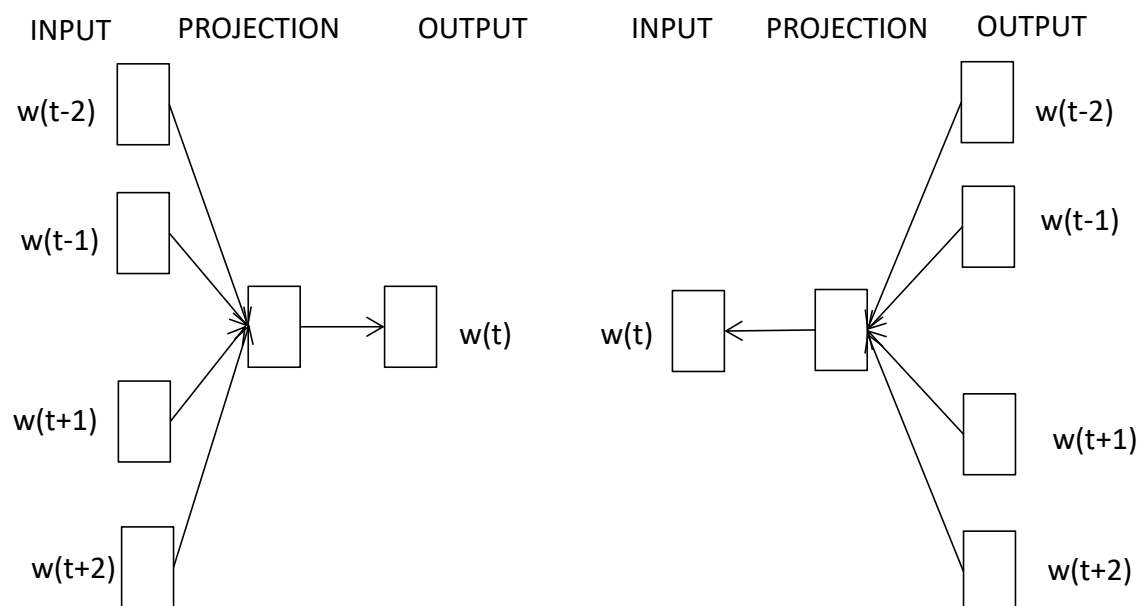 INPUT PROJECTION OUTPUT
w(t-2)
w(t-1)
w(t)
w(t+1)
w(t+2)
INPUT PROJECTION OUTPUT
w(t-2)
w(t-1)
w(t)
w(t+1)
w(t+2)